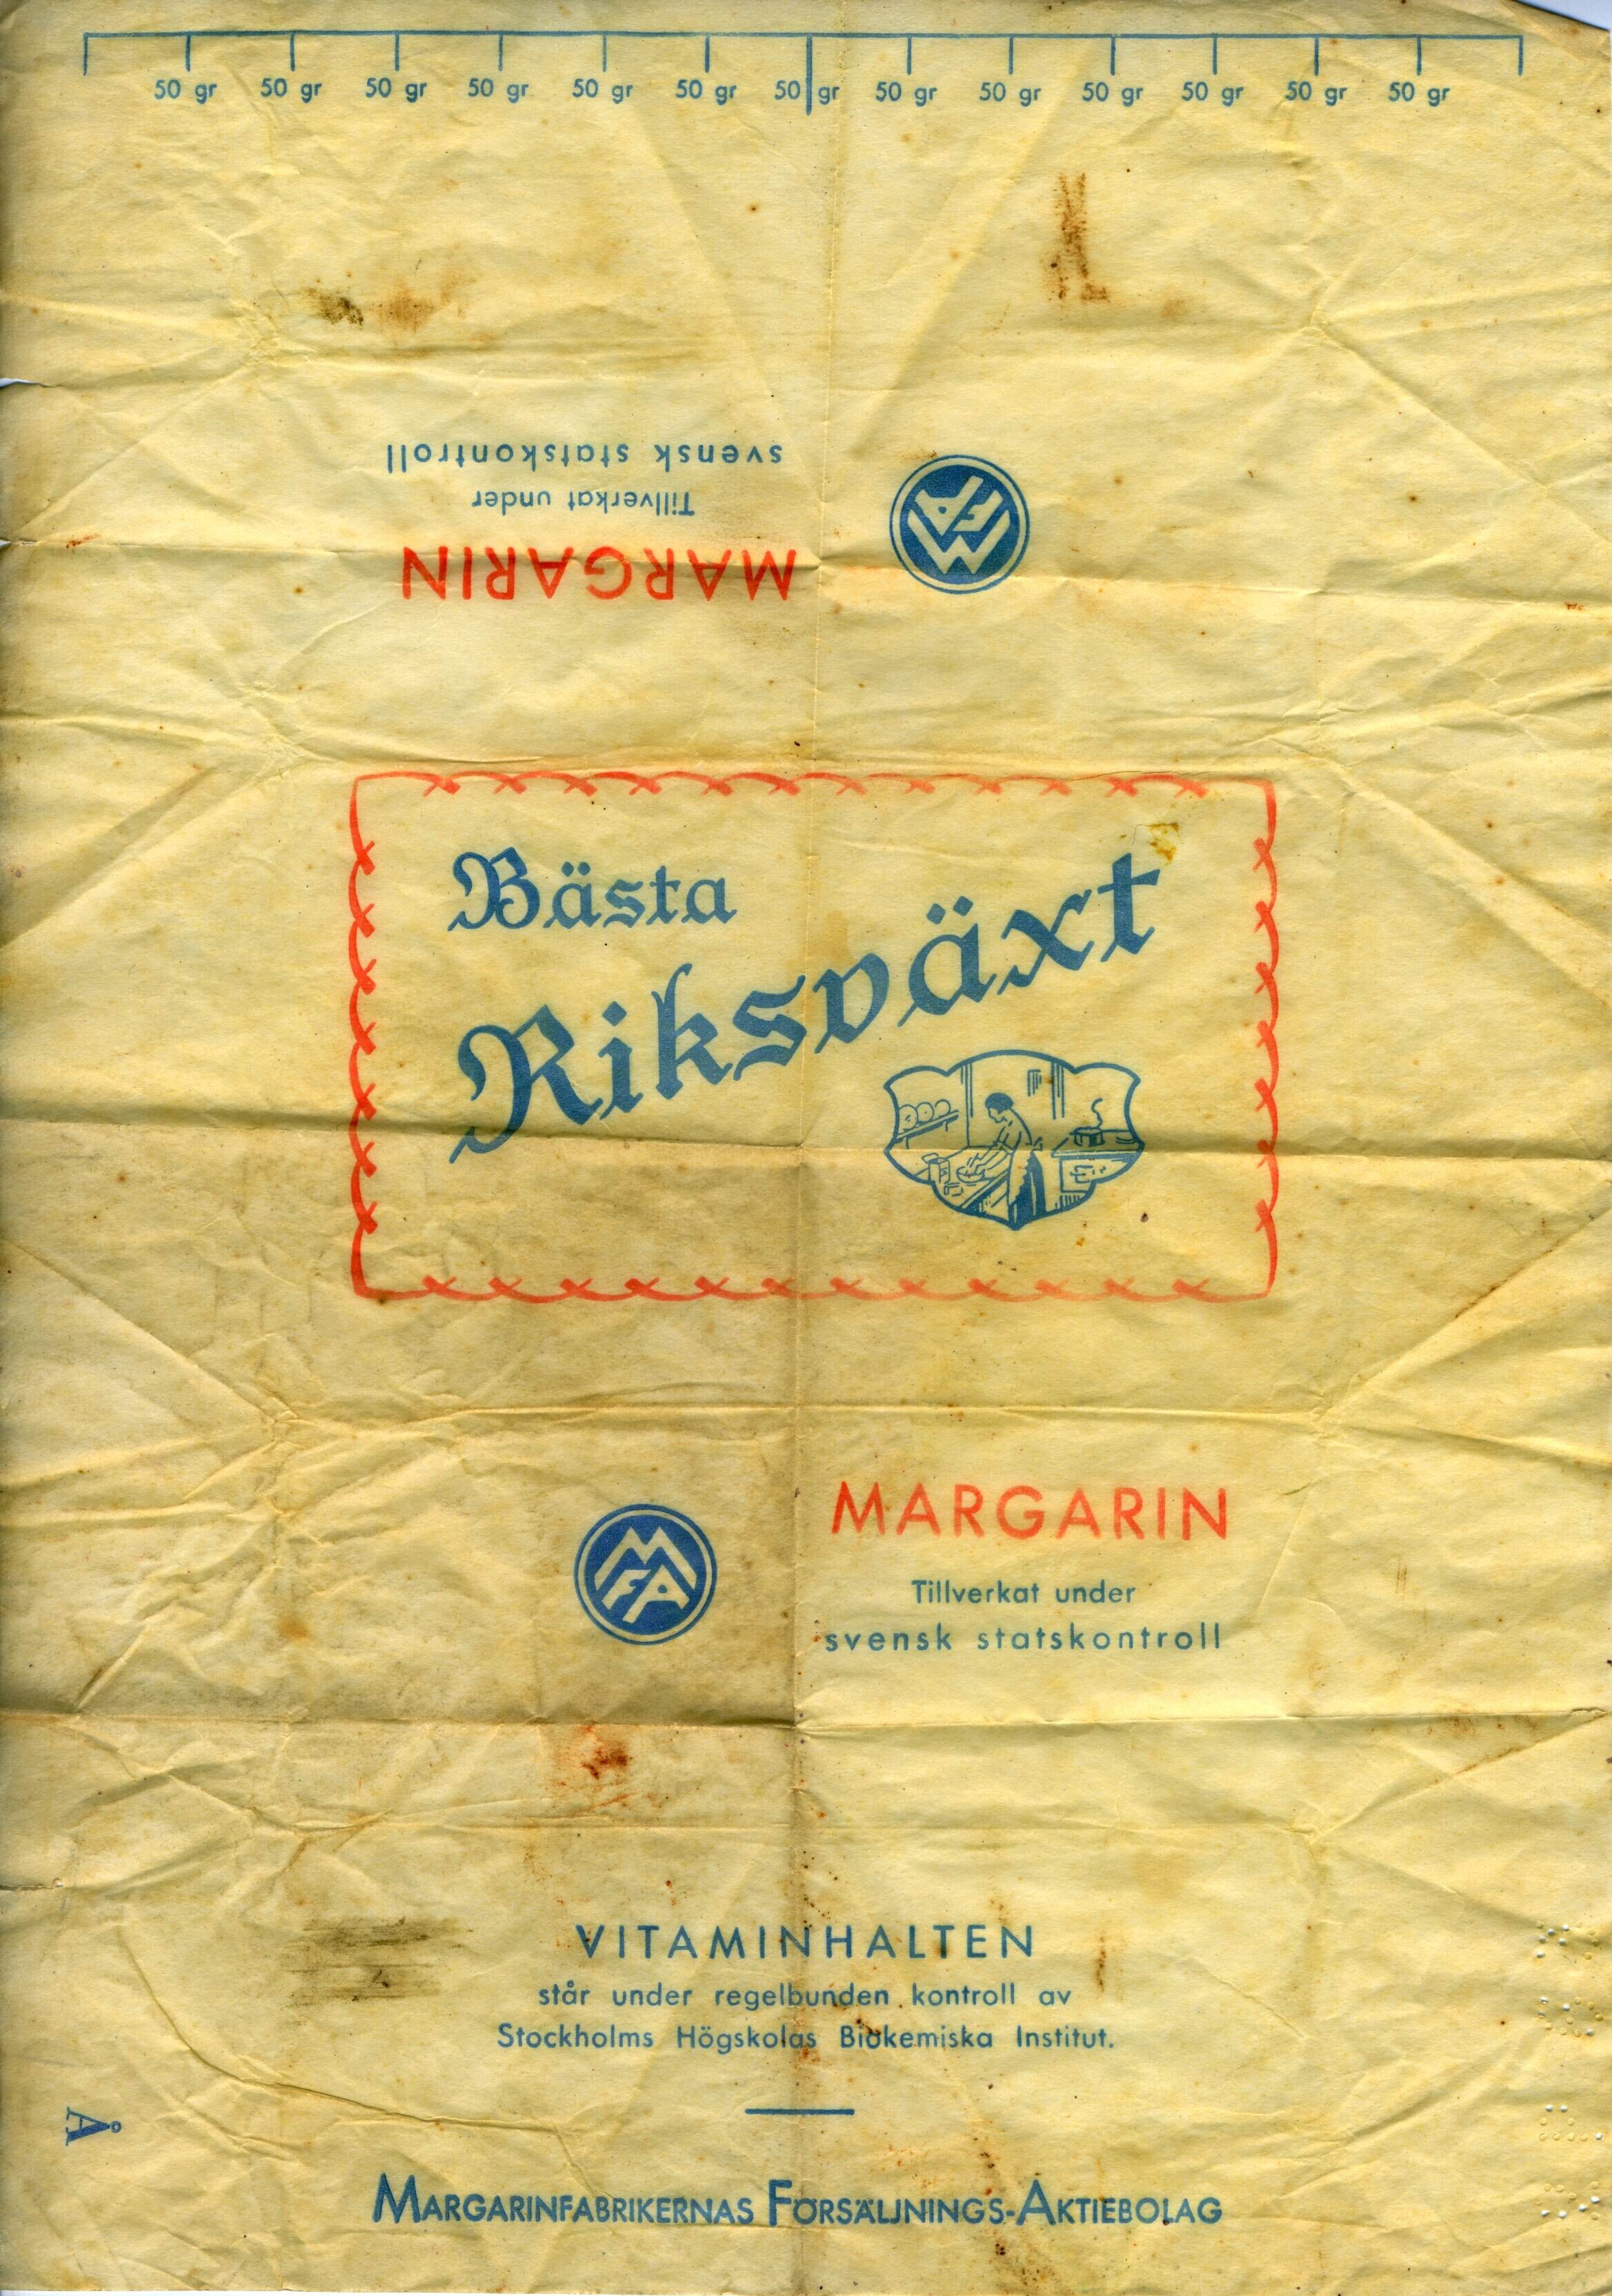 50 gr 50 gr 50 gr 50 gr 50 gr 50 gr 50 gr 50 gr 50 gr 50 gr 50 gr 50 gr 50 gr
MARGARIN
Tillverkat under
svensk statskontroll
MFA
Bästa
Riksväxt
MFA
MARGARIN
Tillverkat under
svensk statskontroll
VITAMINHALTEN
står under regelbunden kontroll av
Stockholms Högskolas Biokemiska Institut.
Å
MARGARINFABRIKERNAS FÖRSÄLJNINGS-AKTIEBOLAG